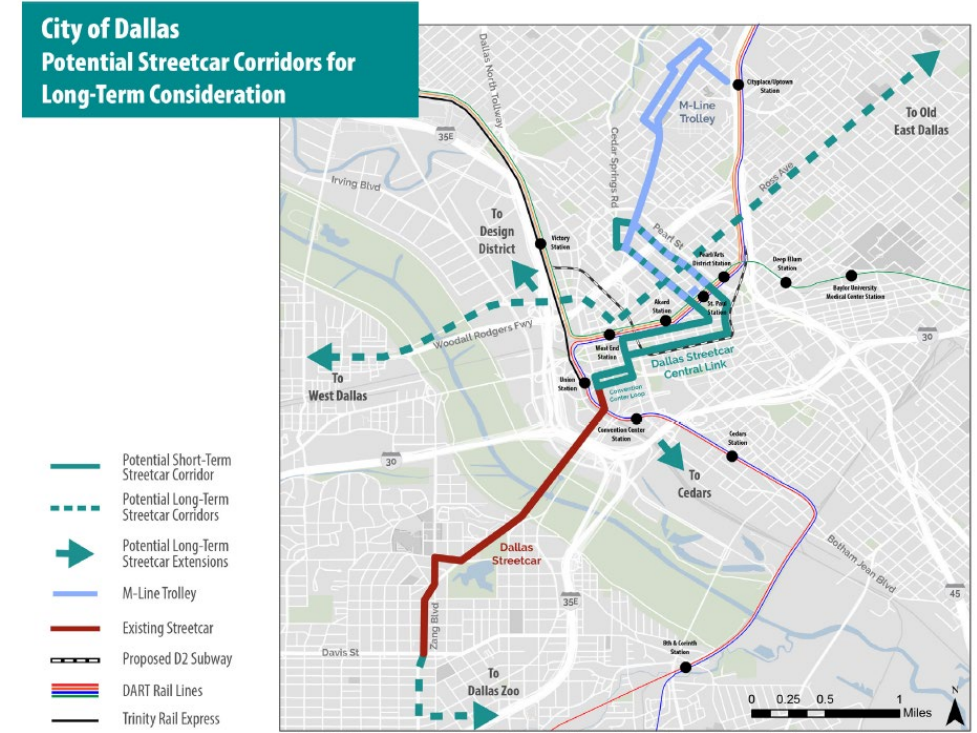 City of Dallas
Potential Streetcar Corridors for
Long-Term Consideration
Dallas North Tollway
35E
Cityplace/Uptown
Station
M-Line
Trolley
To Old
East Dallas
Cedar Springs Rd
Irving Blvd
Ross Ave
To
Design
District
Victory
Station
Pearl St
Pearl/Arts
District Station
Deep Ellum
Station
Baylor University
Medical Center Station
Akard
Station
St. Paul
Station
Woodall Rodgers Fwy
West End
Station
30
Dallas Streetcar
Central Link
To
West Dallas
Union
Station
Convention
Center Loop
Convention Center
Station
Cedars
Station
30
To
Cedars
Potential Short-Term
Streetcar Corridor
Potential Long-Term
Streetcar Corridors
Potential Long-Term
Streetcar Extensions
M-Line Trolley
Existing Streetcar
Proposed D2 Subway
DART Rail Lines
Trinity Rail Express
Dallas
Streetcar
Botham Jean Blvd
35E
45
Zang Blvd
Davis St
8th & Corinth
Station
To
Dallas Zoo
N
0 0.25 0.5 1
Miles